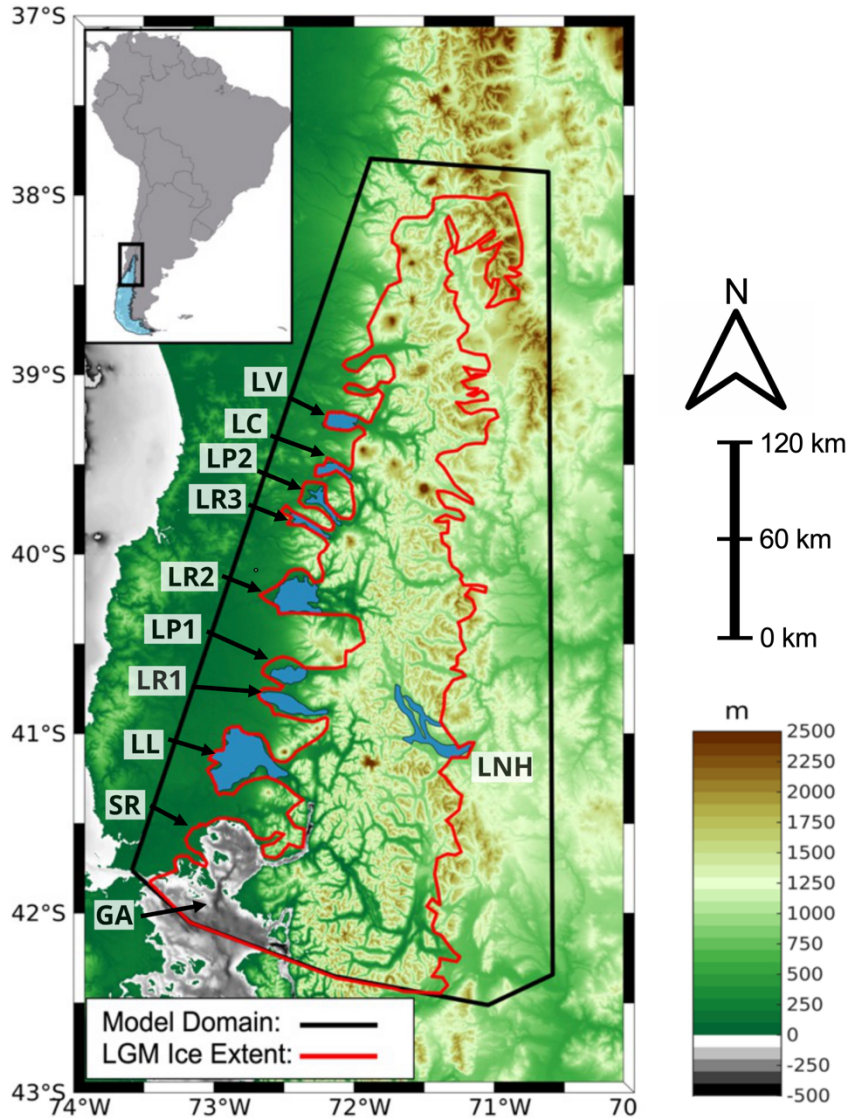 37°S
38°S
39°S
40°S
41°S
42°S
43°S
LV
LC
LP2
LR3
LR2
LP1
LR1
LL
SR
GA
LNH
Model Domain:
LGM Ice Extent:
74°W
73°W
72°W
71°W
70
N
120 km
60 km
0 km
m
2500
2250
2000
1750
1500
1250
1000
750
500
250
0
-250
-500